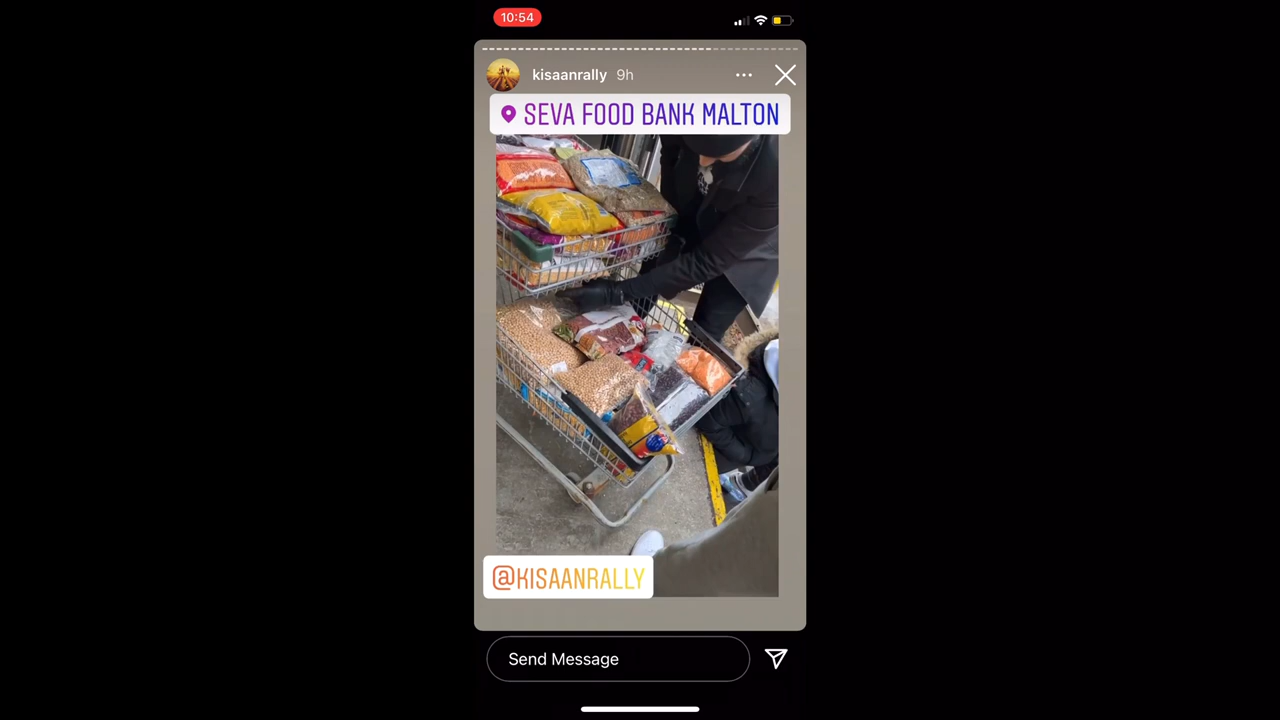 10:54
kisaanrally 9h
SEVA FOOD BANK MALTON
@KISAANRALLY
Send Message